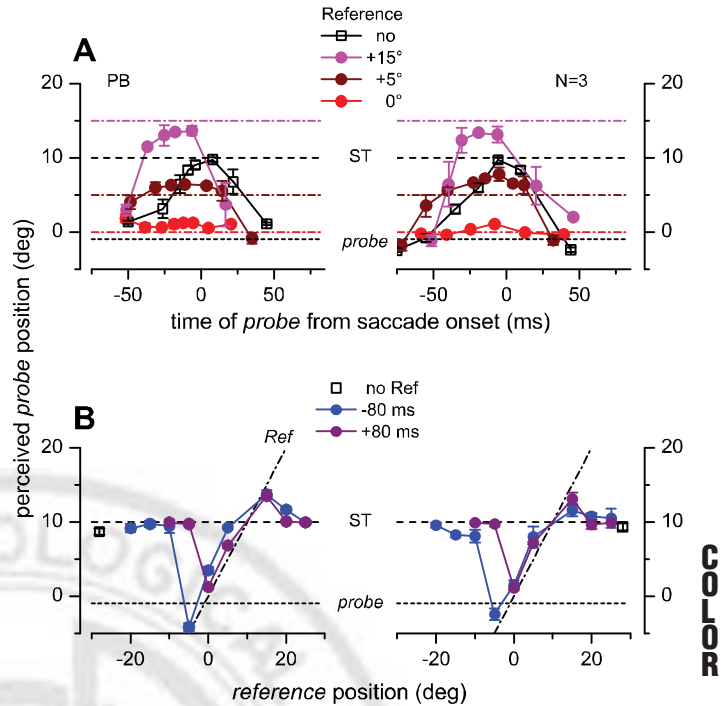 Reference
no
+15°
+5°
0°
A
PB
N=3
20
10
0
ST
probe
20
10
0
-50 0 50
-50 0 50
time of probe from saccade onset (ms)
perceived probe position (deg)
B
no Ref
-80 ms
+80 ms
Ref
20
10
0
ST
probe
20
10
0
-20 0 20
-20 0 20
reference position (deg)
COLOR
OLOGICA